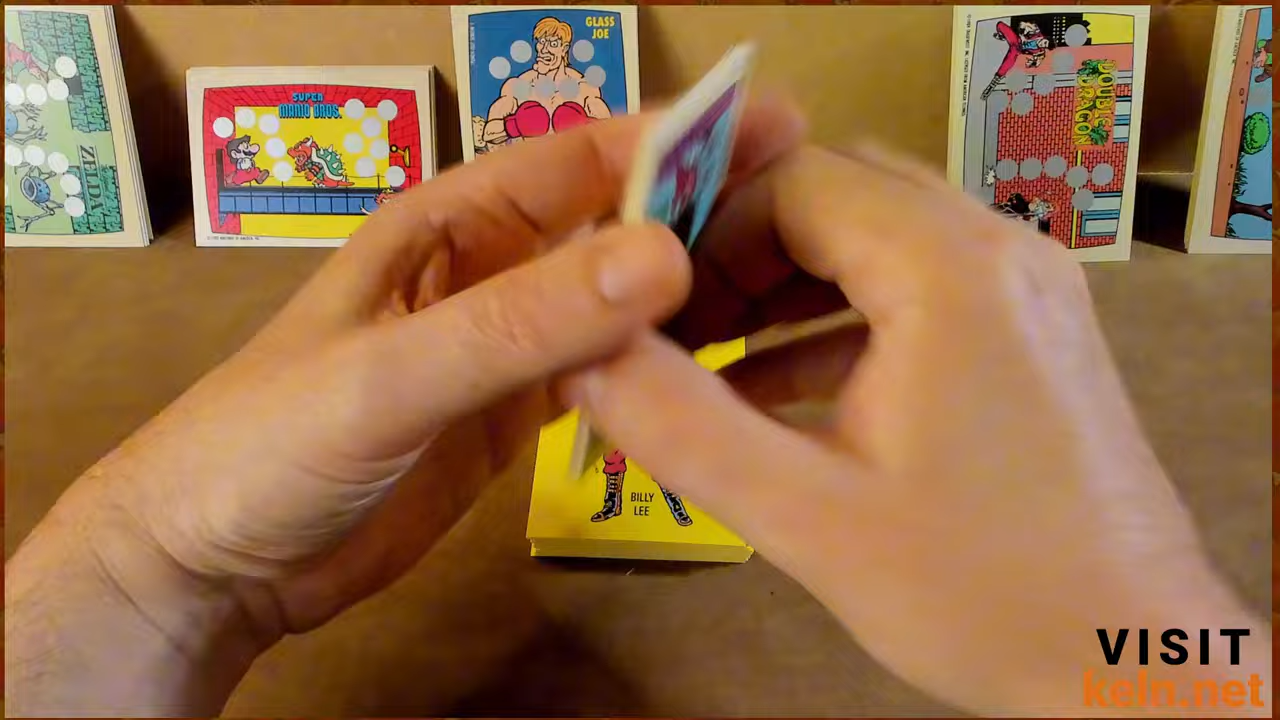 GLASS
JOE
SUPER
MARIO BROS.
ZELDA
DOUBLE
DRAGON
BILLY
LEE
VISIT
keln.net